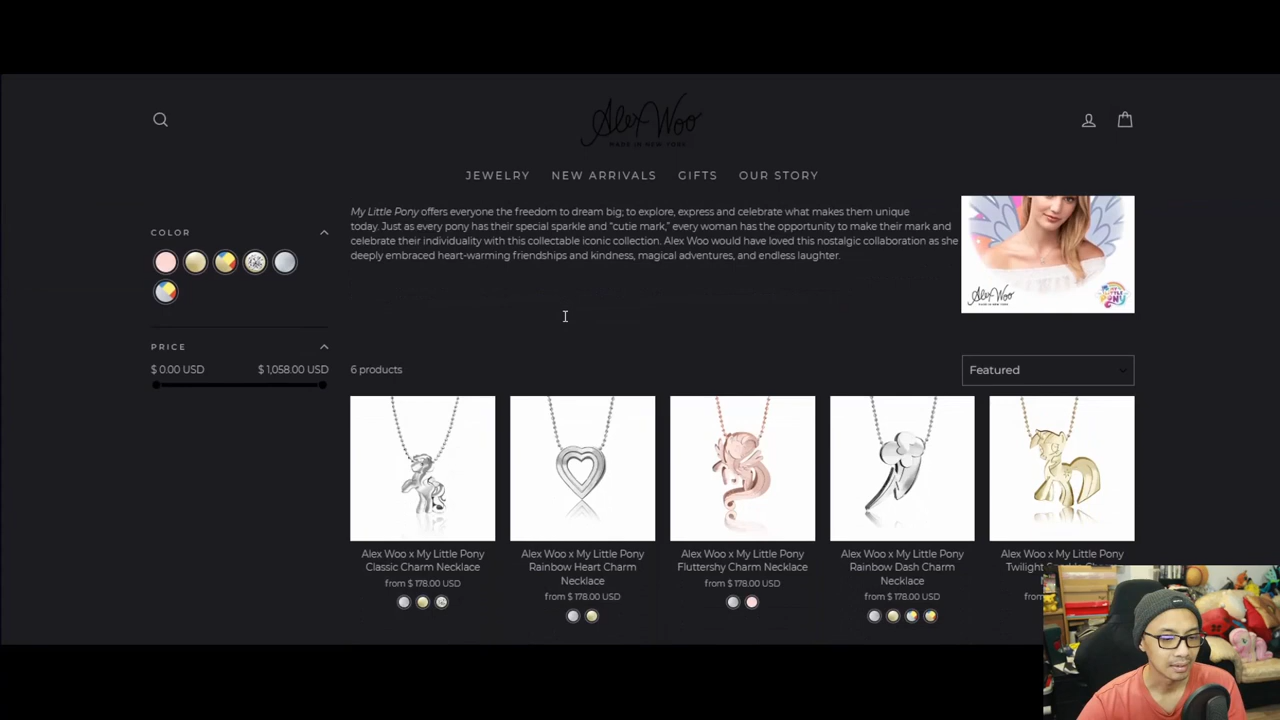 Alex Woo
MADE IN NEW YORK
JEWELRY NEW ARRIVALS GIFTS OUR STORY
My Little Pony offers everyone the freedom to dream big; to explore, express and celebrate what makes them unique
today. Just as every pony has their special sparkle and “cutie mark,” every woman has the opportunity to make their mark and
celebrate their individuality with this collectable iconic collection. Alex Woo would have loved this nostalgic collaboration as she
deeply embraced heart-warming friendships and kindness, magical adventures, and endless laughter.
Alex Woo
COLOR
PRICE
$ 0.00 USD $ 1,058.00 USD
6 products
Featured
Alex Woo x My Little Pony
Classic Charm Necklace
from $ 178.00 USD
Alex Woo x My Little Pony
Rainbow Heart Charm
Necklace
from $ 178.00 USD
Alex Woo x My Little Pony
Fluttershy Charm Necklace
from $ 178.00 USD
Alex Woo x My Little Pony
Rainbow Dash Charm
Necklace
from $ 178.00 USD
Alex Woo x My Little Pony
Twilight